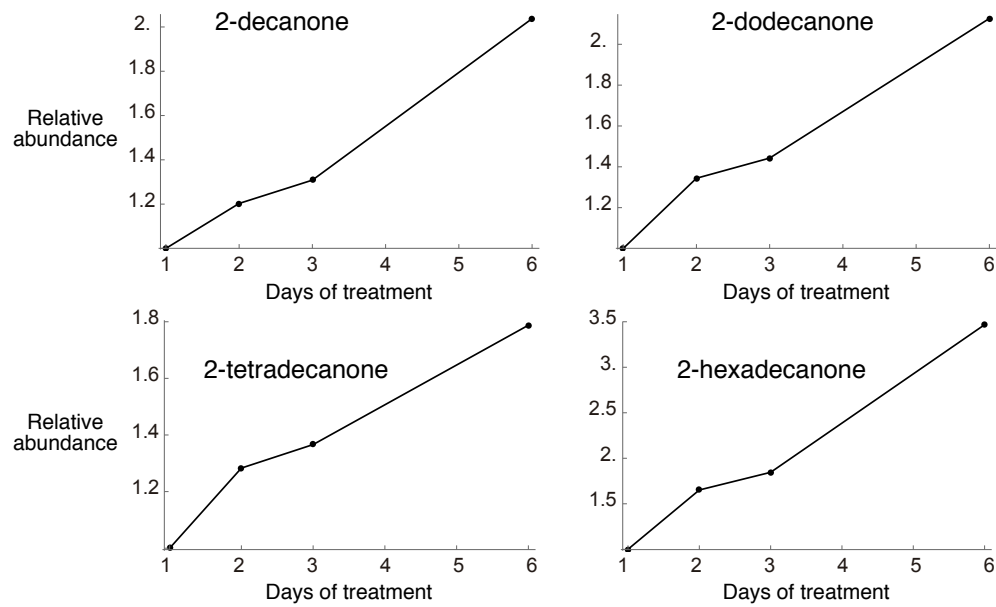 2-decanone
2.
1.8
1.6
1.4
1.2
Relative
abundance
1 2 3 4 5 6
Days of treatment
2-dodecanone
2.
1.8
1.6
1.4
1.2
1 2 3 4 5 6
Days of treatment
2-tetradecanone
1.8
1.6
1.4
1.2
Relative
abundance
1 2 3 4 5 6
Days of treatment
2-hexadecanone
3.5
3.
2.5
2.
1.5
1 2 3 4 5 6
Days of treatment